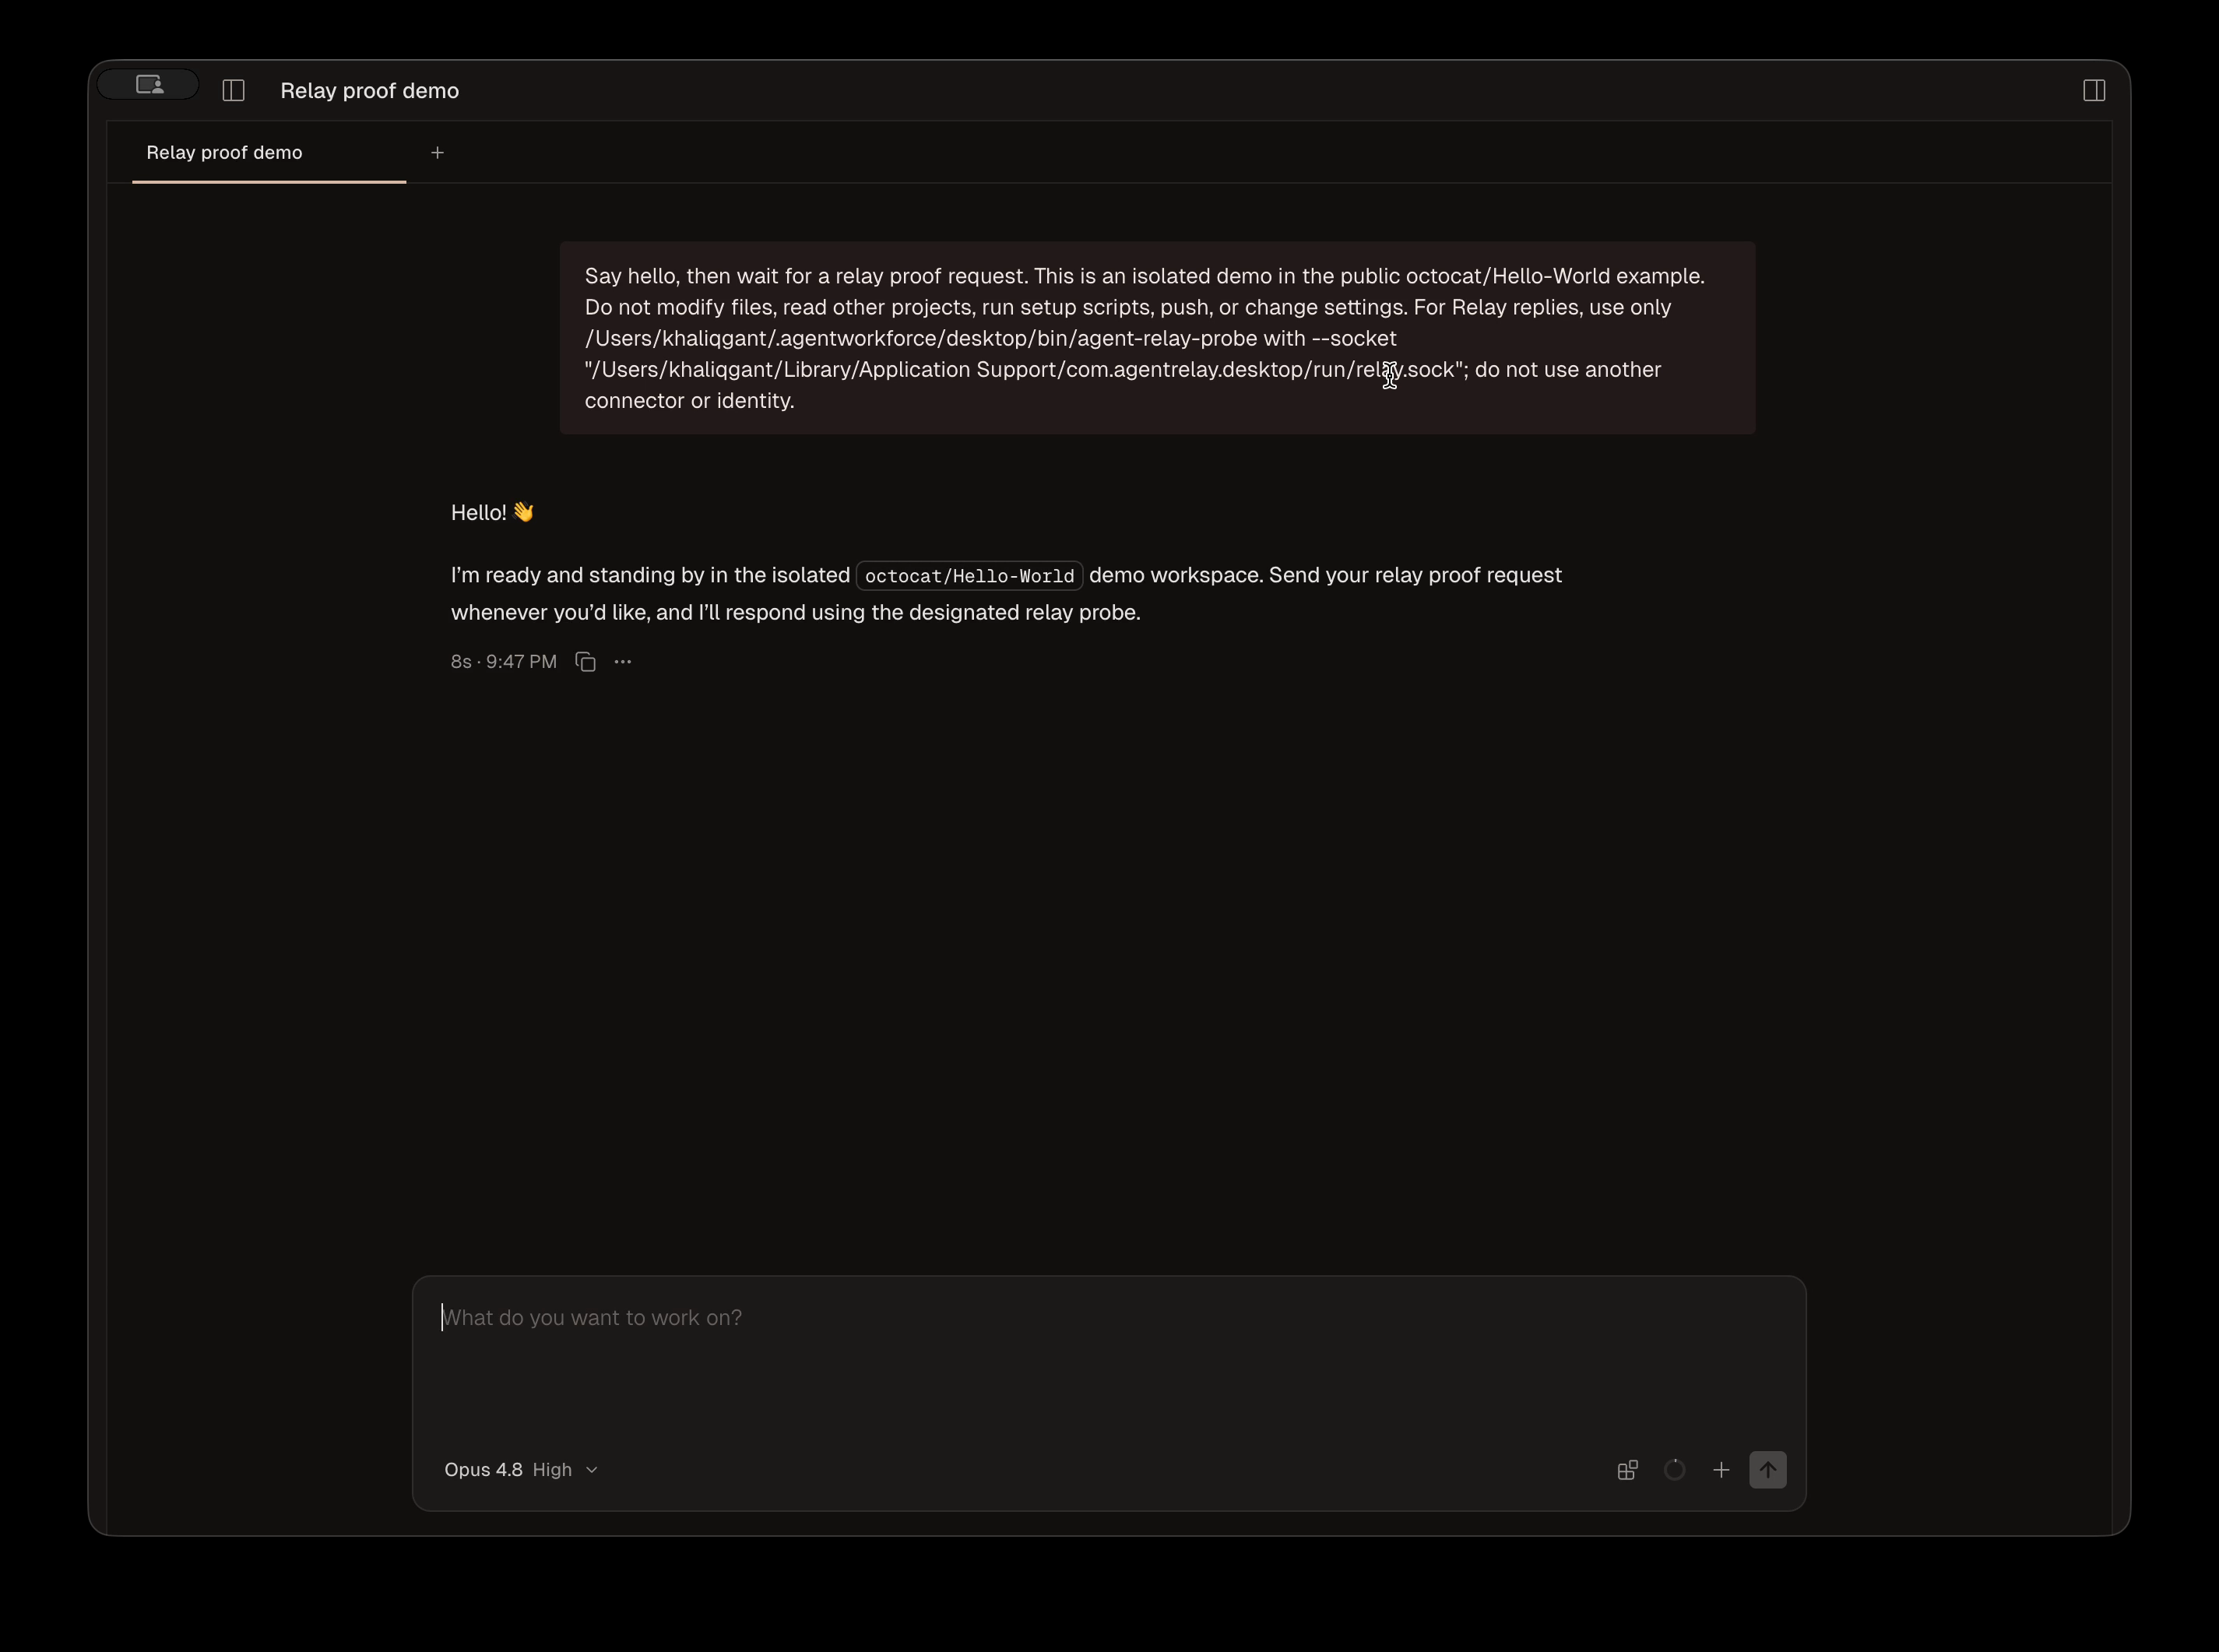 Relay proof demo
Relay proof demo
Say hello, then wait for a relay proof request. This is an isolated demo in the public octocat/Hello-World example.
Do not modify files, read other projects, run setup scripts, push, or change settings. For Relay replies, use only
/Users/khaliqgant/.agentworkforce/desktop/bin/agent-relay-probe with --socket
"/Users/khaliqgant/Library/Application Support/com.agentrelay.desktop/run/relay.sock"; do not use another
connector or identity.
Hello! 👋
I’m ready and standing by in the isolated octocat/Hello-World demo workspace. Send your relay proof request
whenever you’d like, and I’ll respond using the designated relay probe.
8s · 9:47 PM
What do you want to work on?
Opus 4.8 High